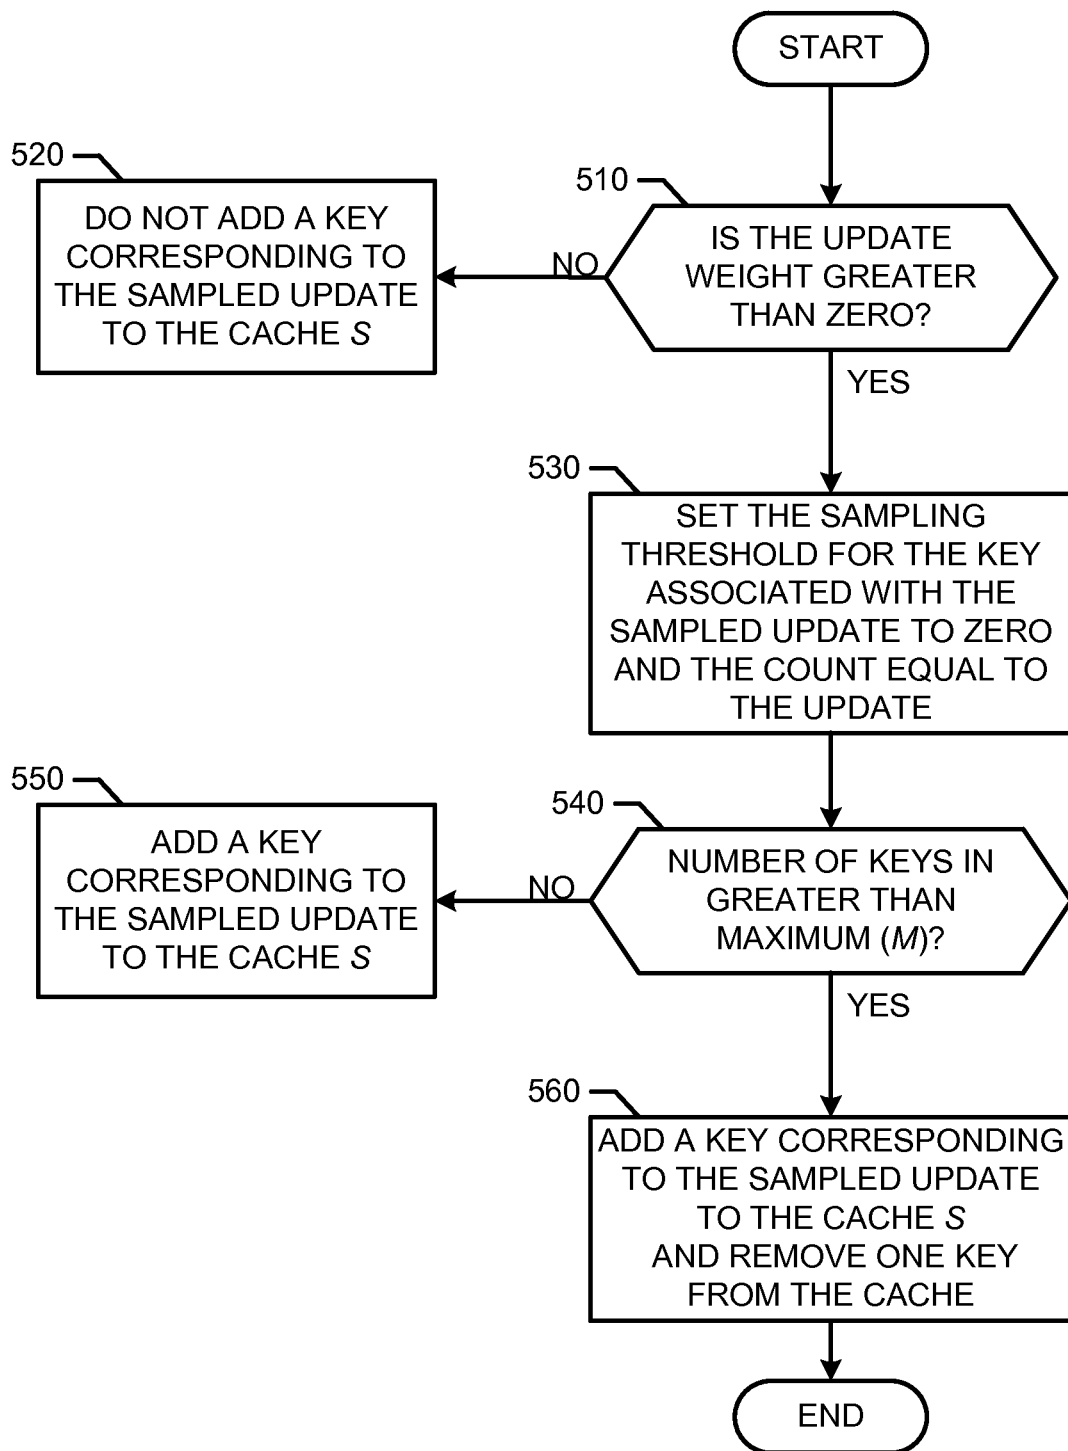 START
520
DO NOT ADD A KEY
CORRESPONDING TO
THE SAMPLED UPDATE
TO THE CACHE S
510
IS THE UPDATE
WEIGHT GREATER
THAN ZERO?
NO
YES
530
SET THE SAMPLING
THRESHOLD FOR THE KEY
ASSOCIATED WITH THE
SAMPLED UPDATE TO ZERO
AND THE COUNT EQUAL TO
THE UPDATE
550
ADD A KEY
CORRESPONDING TO
THE SAMPLED UPDATE
TO THE CACHE S
540
NUMBER OF KEYS IN
GREATER THAN
MAXIMUM (M)?
NO
YES
560
ADD A KEY CORRESPONDING
TO THE SAMPLED UPDATE
TO THE CACHE S
AND REMOVE ONE KEY
FROM THE CACHE
END